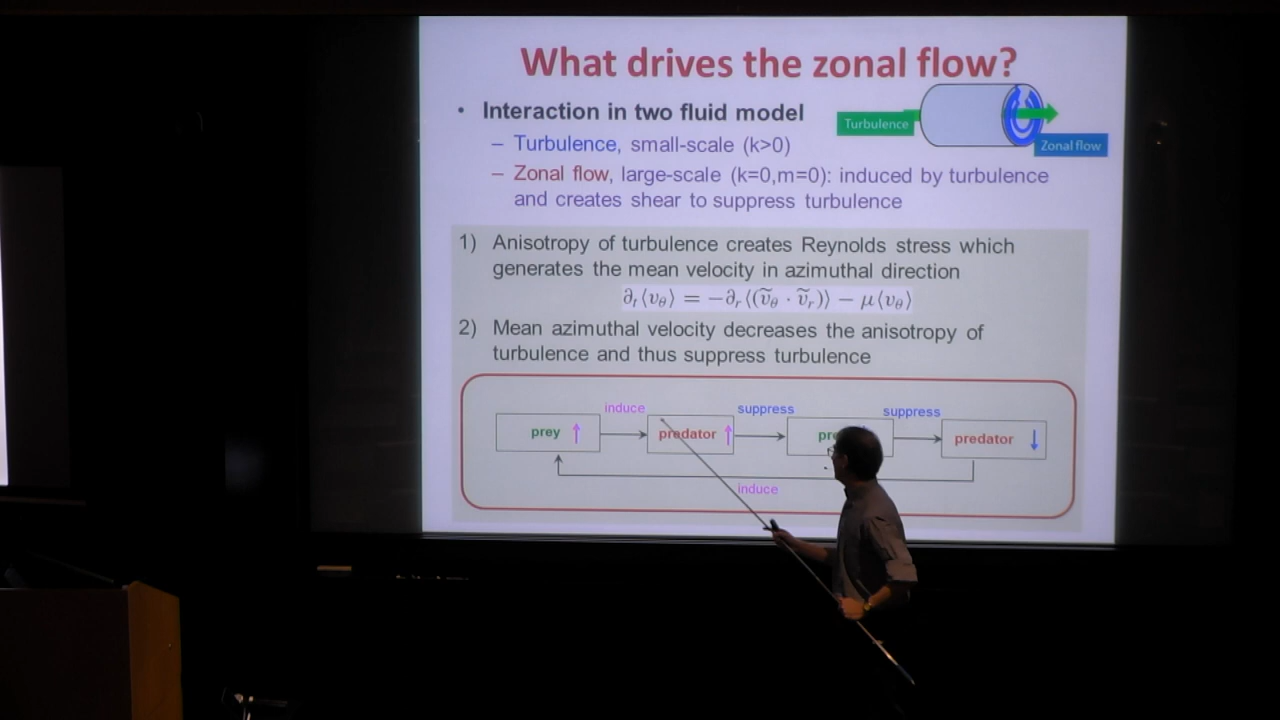 What drives the zonal flow?
• Interaction in two fluid model
Turbulence
Zonal flow
– Turbulence, small-scale (k>0)
– Zonal flow, large-scale (k=0,m=0): induced by turbulence
and creates shear to suppress turbulence
1) Anisotropy of turbulence creates Reynolds stress which
generates the mean velocity in azimuthal direction
∂ₜ⟨v_θ⟩ = −∂ᵣ⟨(ṽ_θ · ṽᵣ)⟩ − μ⟨v_θ⟩
2) Mean azimuthal velocity decreases the anisotropy of
turbulence and thus suppress turbulence
induce suppress suppress
prey ↑ predator ↑ predator ↓
induce